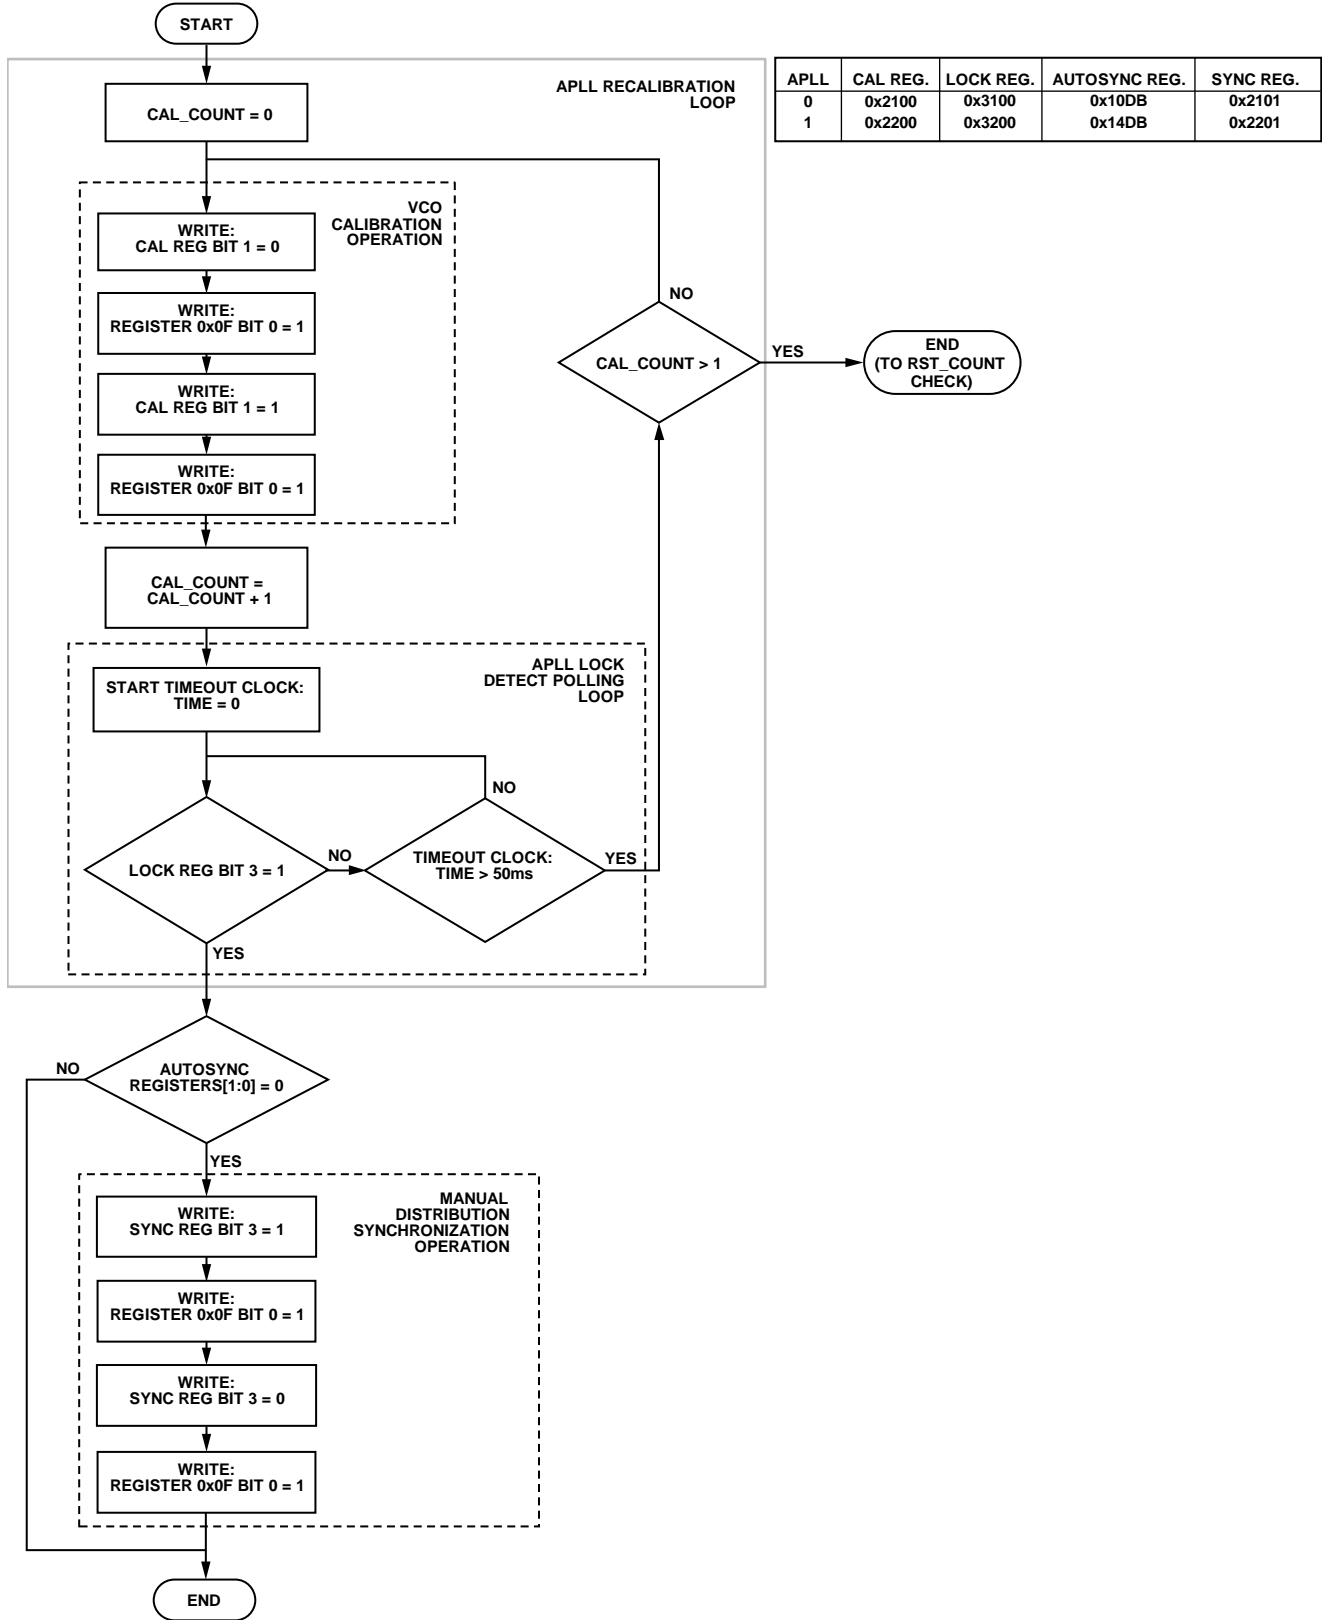 START
APLL RECALIBRATION
LOOP
APLL CAL REG. LOCK REG. AUTOSYNC REG. SYNC REG.
0 0x2100 0x3100 0x10DB 0x2101
1 0x2200 0x3200 0x14DB 0x2201
CAL_COUNT = 0
VCO
CALIBRATION
OPERATION
WRITE:
CAL REG BIT 1 = 0
WRITE:
REGISTER 0x0F BIT 0 = 1
WRITE:
CAL REG BIT 1 = 1
WRITE:
REGISTER 0x0F BIT 0 = 1
NO
CAL_COUNT > 1
YES
END
(TO RST_COUNT
CHECK)
CAL_COUNT =
CAL_COUNT + 1
APLL LOCK
DETECT POLLING
LOOP
START TIMEOUT CLOCK:
TIME = 0
NO
LOCK REG BIT 3 = 1
NO
TIMEOUT CLOCK:
TIME > 50ms
YES
YES
AUTOSYNC
REGISTERS[1:0] = 0
NO
YES
MANUAL
DISTRIBUTION
SYNCHRONIZATION
OPERATION
WRITE:
SYNC REG BIT 3 = 1
WRITE:
REGISTER 0x0F BIT 0 = 1
WRITE:
SYNC REG BIT 3 = 0
WRITE:
REGISTER 0x0F BIT 0 = 1
END